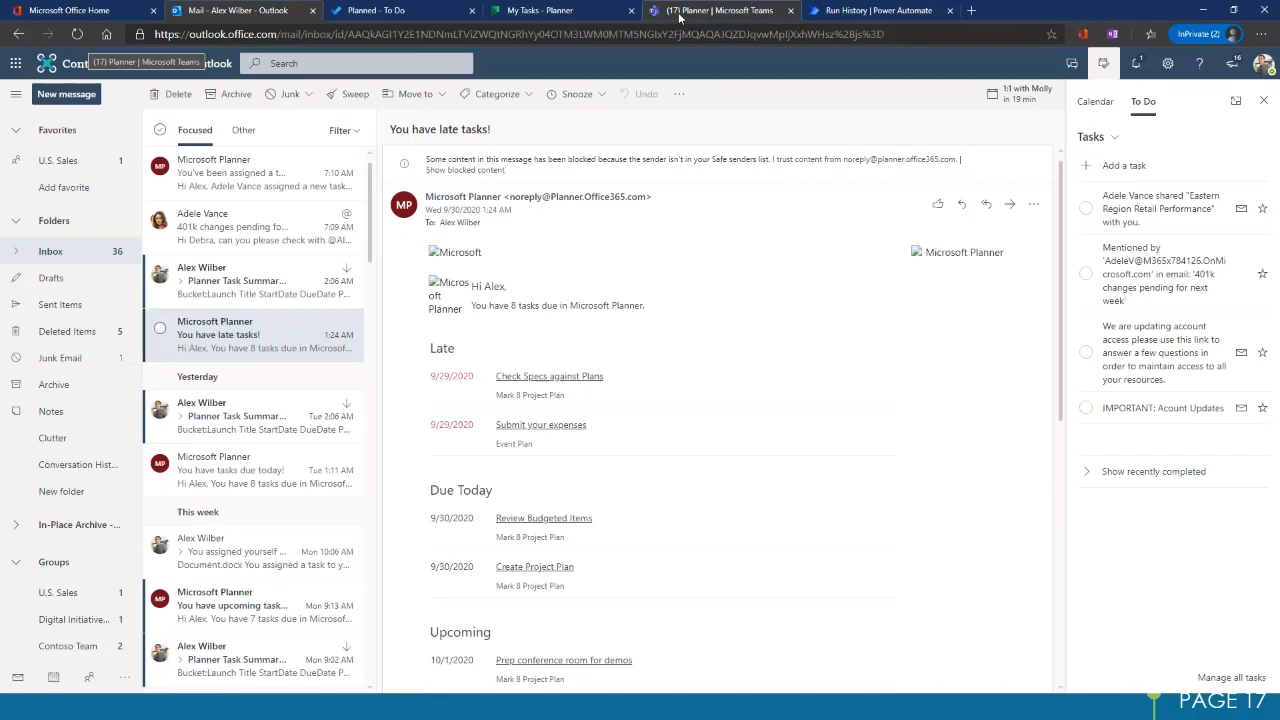 Microsoft Office Home
Mail - Alex Wilber - Outlook
Planned - To Do
My Tasks - Planner
(17) Planner | Microsoft Teams
Run History | Power Automate
InPrivate (2)
Outlook
(17) Planner | Microsoft Teams
Search
New message
Delete
Archive
Junk
Sweep
Move to
Categorize
Snooze
Undo
1:1 with Molly
in 19 min
Favorites
U.S. Sales 1
Add favorite
Folders
Inbox 36
Drafts
Sent Items
Deleted Items 5
Junk Email 1
Archive
Notes
Clutter
Conversation Hist...
New folder
In-Place Archive -...
Groups
U.S. Sales 1
Digital Initiative... 1
Contoso Team 2
Focused
Other
Filter
MP
Microsoft Planner
You've been assigned a t... 7:10 AM
Hi Alex, Adele Vance assigned a new task...
Adele Vance @
401k changes pending fo... 7:09 AM
Hi Debra, can you please check with @Al...
Alex Wilber
> Planner Task Summar... 2:06 AM
Bucket:Launch Title StartDate DueDate P...
Microsoft Planner
You have late tasks! 1:24 AM
Hi Alex, You have 8 tasks due in Microsof...
Yesterday
Alex Wilber
> Planner Task Summar... Tue 2:06 AM
Bucket:Launch Title StartDate DueDate P...
MP
Microsoft Planner
You have tasks due today! Tue 1:11 AM
Hi Alex, You have 8 tasks due in Microsof...
This week
Alex Wilber
> You assigned yourself ... Mon 10:06 AM
Document.docx You assigned a task to y...
MP
Microsoft Planner
You have upcoming task... Mon 9:13 AM
Hi Alex, You have 7 tasks due in Microsof...
Alex Wilber
> Planner Task Summar... Mon 9:02 AM
Bucket:Launch Title StartDate DueDate P...
You have late tasks!
Some content in this message has been blocked because the sender isn't in your Safe senders list. I trust content from noreply@planner.office365.com. |
Show blocked content
MP
Microsoft Planner <noreply@Planner.Office365.com>
Wed 9/30/2020 1:24 AM
To: Alex Wilber
Microsoft
Microsoft Planner
Micros
oft
Planner
Hi Alex,
You have 8 tasks due in Microsoft Planner.
Late
9/29/2020 Check Specs against Plans
Mark 8 Project Plan
9/29/2020 Submit your expenses
Event Plan
Due Today
9/30/2020 Review Budgeted Items
Mark 8 Project Plan
9/30/2020 Create Project Plan
Mark 8 Project Plan
Upcoming
10/1/2020 Prep conference room for demos
Mark 8 Project Plan
Calendar
To Do
Tasks
Add a task
Adele Vance shared "Eastern
Region Retail Performance"
with you.
Mentioned by
'AdeleV@M365x784126.OnMi
crosoft.com' in email: '401k
changes pending for next
week'
We are updating account
access please use this link to
answer a few questions in
order to maintain access to all
your resources.
IMPORTANT: Acount Updates
Show recently completed
Manage all tasks
PAGE 17